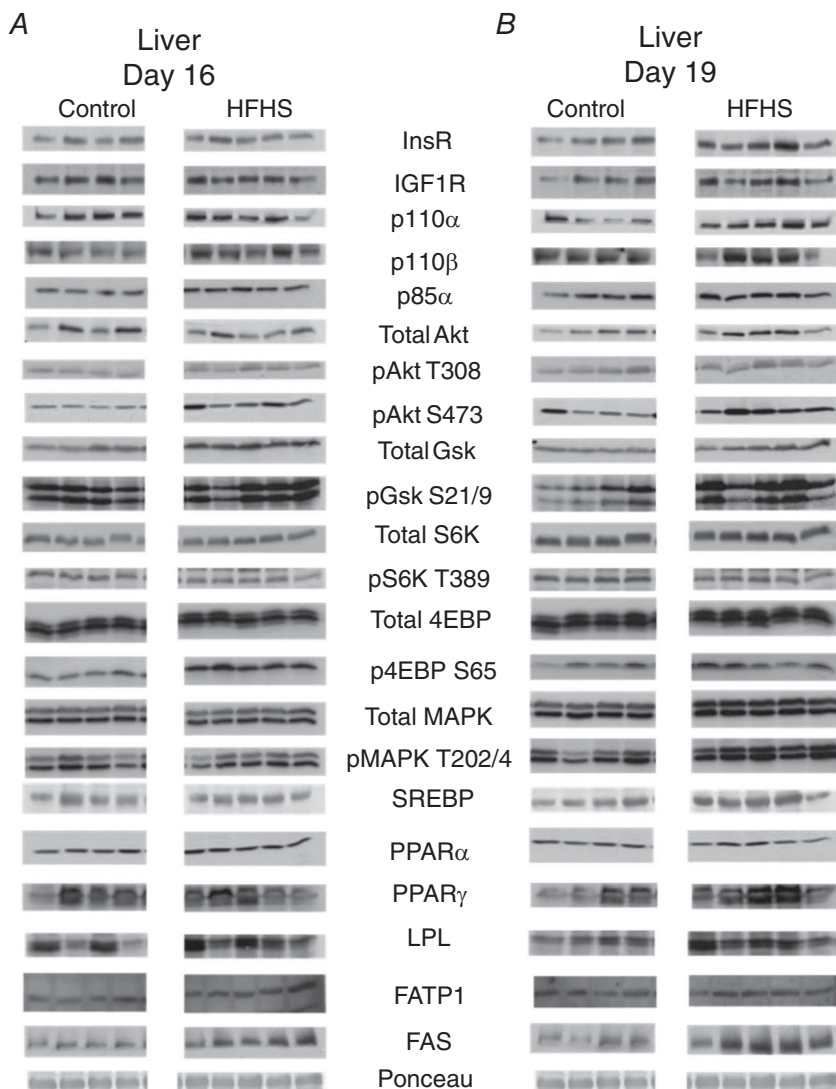 A
Liver
Day 16
Control HFHS
B
Liver
Day 19
Control HFHS
InsR
IGF1R
p110α
p110β
p85α
Total Akt
pAkt T308
pAkt S473
Total Gsk
pGsk S21/9
Total S6K
pS6K T389
Total 4EBP
p4EBP S65
Total MAPK
pMAPK T202/4
SREBP
PPARα
PPARγ
LPL
FATP1
FAS
Ponceau